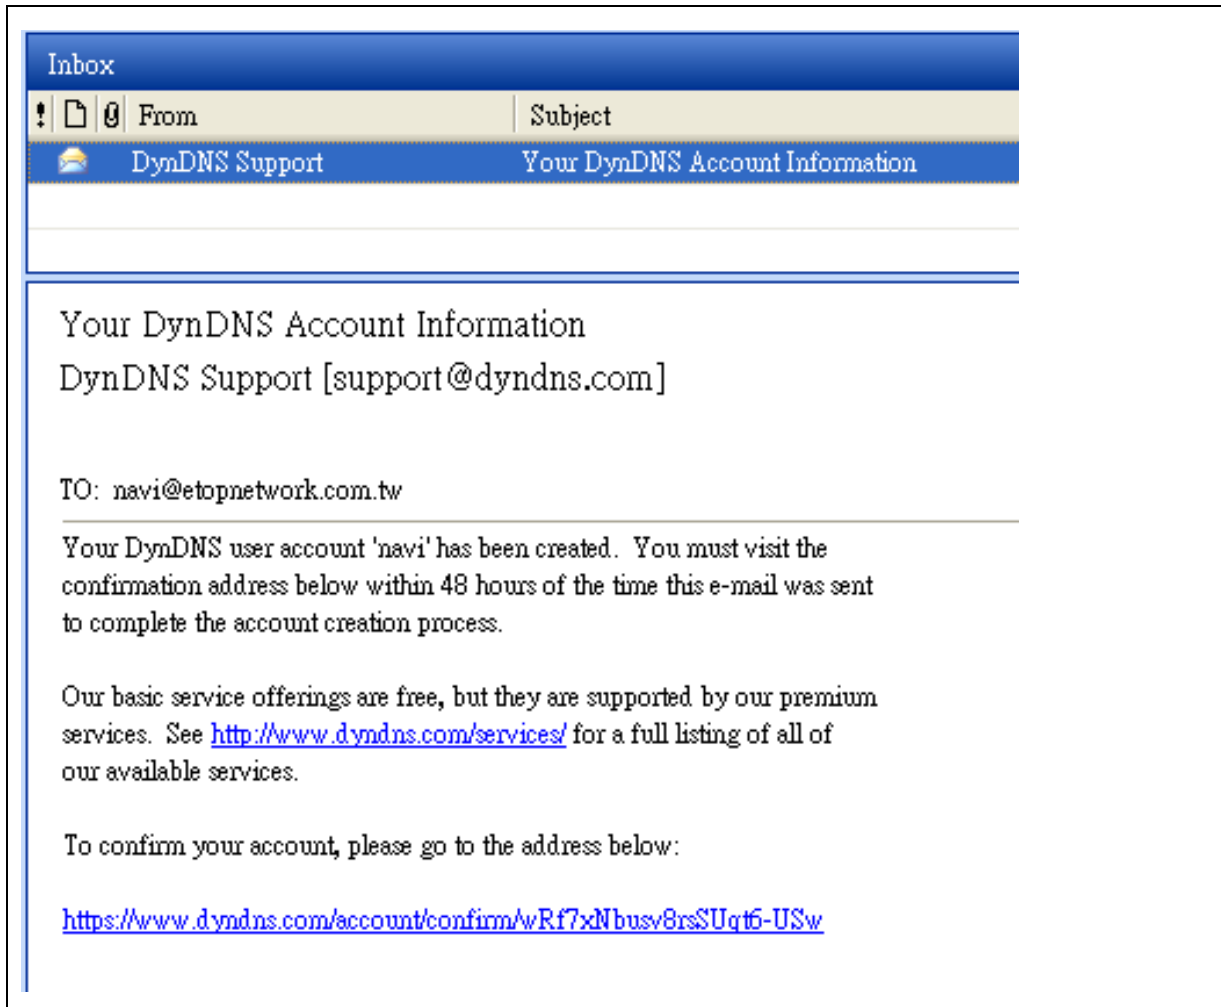 Inbox
! From Subject
DynDNS Support Your DynDNS Account Information
Your DynDNS Account Information
DynDNS Support [support@dyndns.com]
TO: navi@etopnetwork.com.tw
Your DynDNS user account 'navi' has been created. You must visit the
confirmation address below within 48 hours of the time this e-mail was sent
to complete the account creation process.
Our basic service offerings are free, but they are supported by our premium
services. See http://www.dyndns.com/services/ for a full listing of all of
our available services.
To confirm your account, please go to the address below:
https://www.dyndns.com/account/confirm/wRf7xNbusv8rsSUqt6-USw